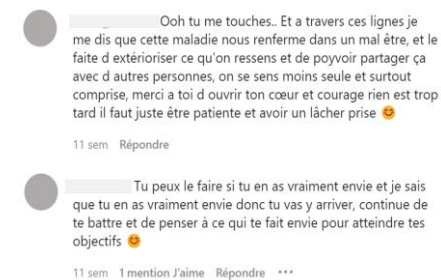 Ooh tu me touches.. Et a travers ces lignes je
me dis que cette maladie nous renferme dans un mal être, et le
faite d extérioriser ce qu'on ressens et de poyvoir partager ça
avec d autres personnes, on se sens moins seule et surtout
comprise, merci a toi d ouvrir ton cœur et courage rien est trop
tard il faut juste être patiente et avoir un lâcher prise 😊
11 sem Répondre
Tu peux le faire si tu en as vraiment envie et je sais
que tu en as vraiment envie donc tu vas y arriver, continue de
te battre et de penser à ce qui te fait envie pour atteindre tes
objectifs 😊
11 sem 1 mention J'aime Répondre ···